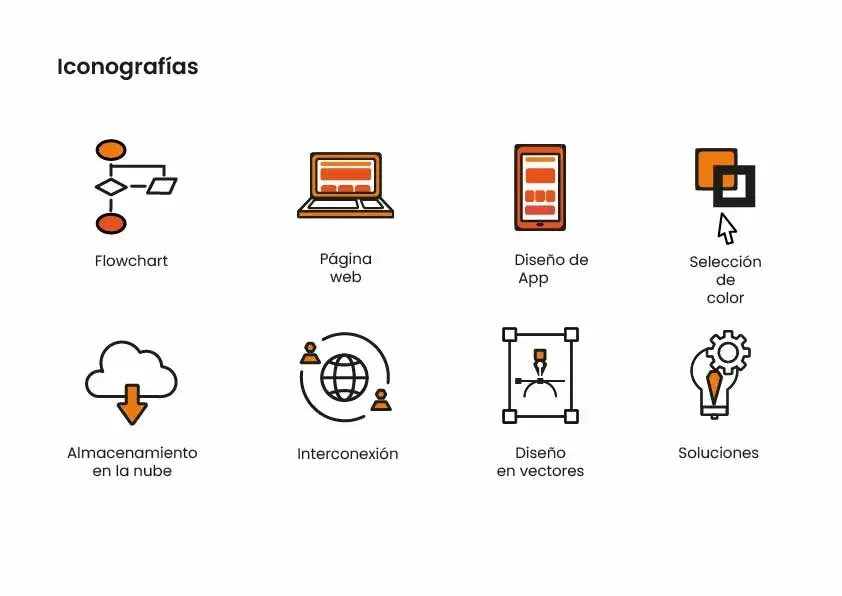 Iconografías
Flowchart
Página
web
Diseño de
App
Selección
de
color
Almacenamiento
en la nube
Interconexión
Diseño
en vectores
Soluciones